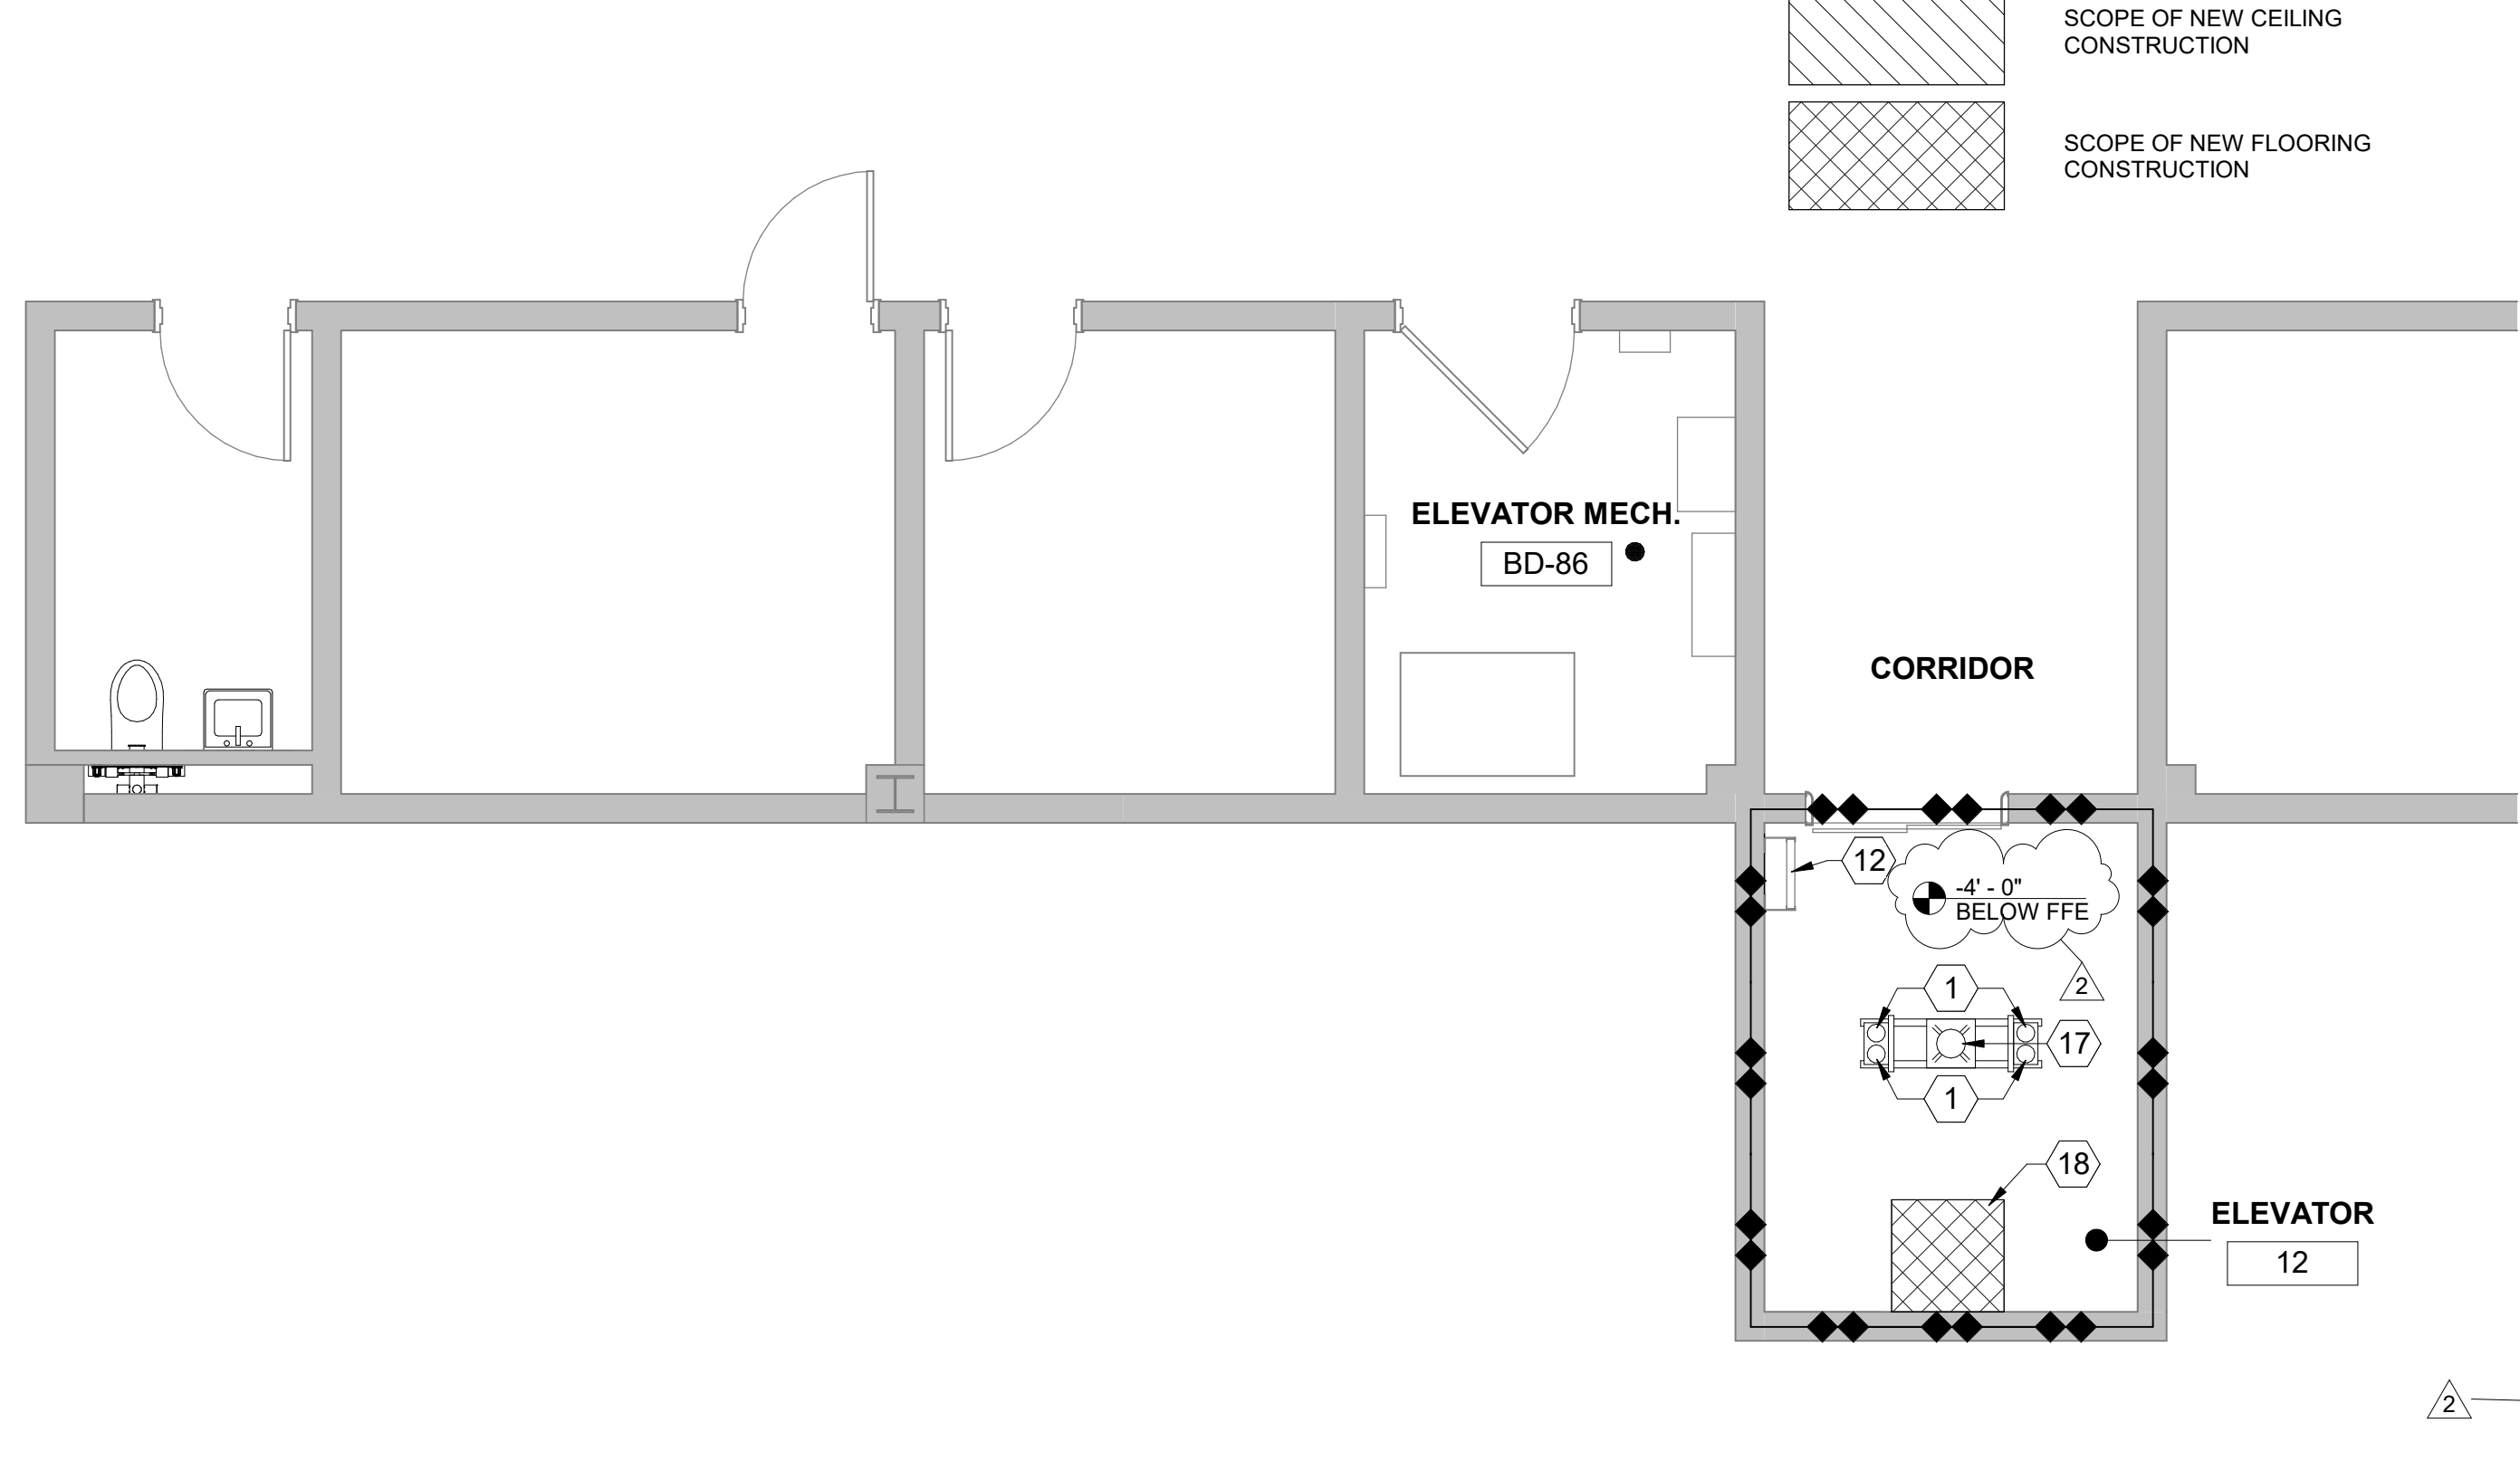 SCOPE OF NEW CEILING
CONSTRUCTION
SCOPE OF NEW FLOORING
CONSTRUCTION
ELEVATOR MECH.
BD-86
CORRIDOR
12
-4' - 0"
BELOW FFE
2
1
17
1
18
ELEVATOR
12
2